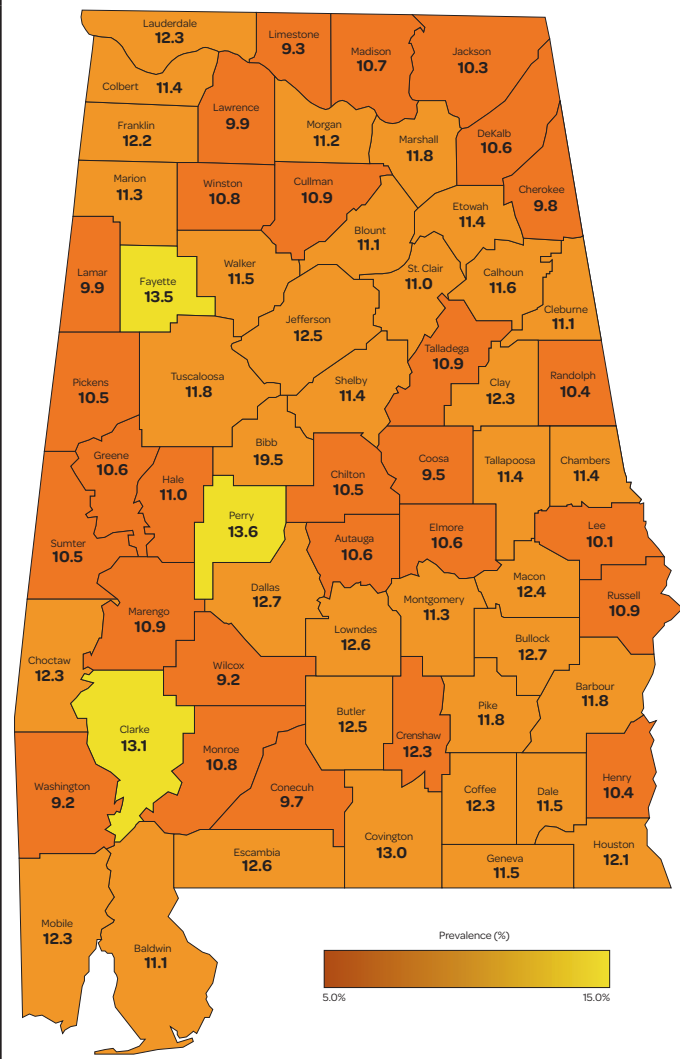 Lauderdale
12.3
Limestone
9.3
Madison
10.7
Jackson
10.3
Colbert 11.4
Lawrence
9.9
Franklin
12.2
Morgan
11.2
Marshall
11.8
DeKalb
10.6
Marion
11.3
Winston
10.8
Cullman
10.9
Cherokee
9.8
Etowah
11.4
Blount
11.1
Lamar
9.9
Fayette
13.5
Walker
11.5
St. Clair
11.0
Calhoun
11.6
Cleburne
11.1
Jefferson
12.5
Talladega
10.9
Pickens
10.5
Tuscaloosa
11.8
Shelby
11.4
Clay
12.3
Randolph
10.4
Bibb
19.5
Greene
10.6
Hale
11.0
Chilton
10.5
Coosa
9.5
Tallapoosa
11.4
Chambers
11.4
Perry
13.6
Sumter
10.5
Autauga
10.6
Elmore
10.6
Lee
10.1
Macon
12.4
Dallas
12.7
Montgomery
11.3
Russell
10.9
Marengo
10.9
Lowndes
12.6
Bullock
12.7
Choctaw
12.3
Wilcox
9.2
Barbour
11.8
Clarke
13.1
Butler
12.5
Pike
11.8
Crenshaw
12.3
Monroe
10.8
Washington
9.2
Conecuh
9.7
Coffee
12.3
Dale
11.5
Henry
10.4
Covington
13.0
Escambia
12.6
Geneva
11.5
Houston
12.1
Mobile
12.3
Baldwin
11.1
Prevalence (%)
5.0% 15.0%